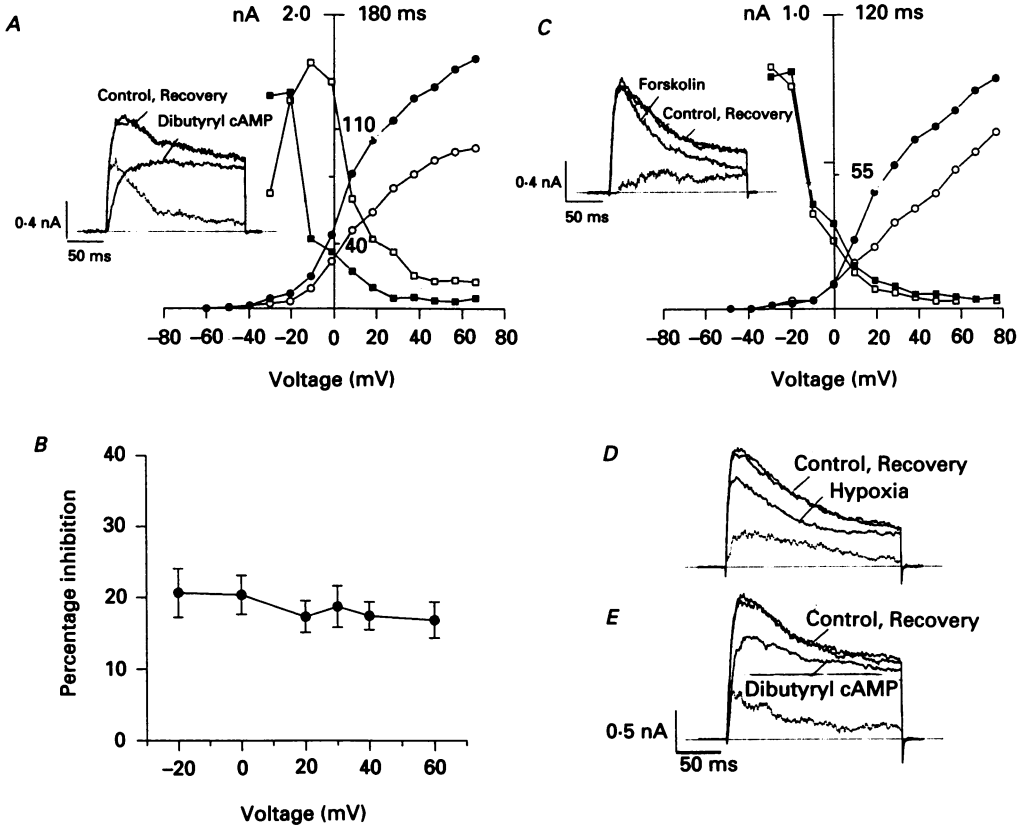 A
nA 2·0 180 ms
Control, Recovery
Dibutyryl cAMP
110
40
0·4 nA
50 ms
−80 −60 −40 −20 0 20 40 60 80
Voltage (mV)
C
nA 1·0 120 ms
Forskolin
Control, Recovery
55
0·4 nA
50 ms
−80 −60 −40 −20 0 20 40 60 80
Voltage (mV)
B
Percentage inhibition
40
30
20
10
0
−20 0 20 40 60
Voltage (mV)
D
Control, Recovery
Hypoxia
E
Control, Recovery
Dibutyryl cAMP
0·5 nA
50 ms